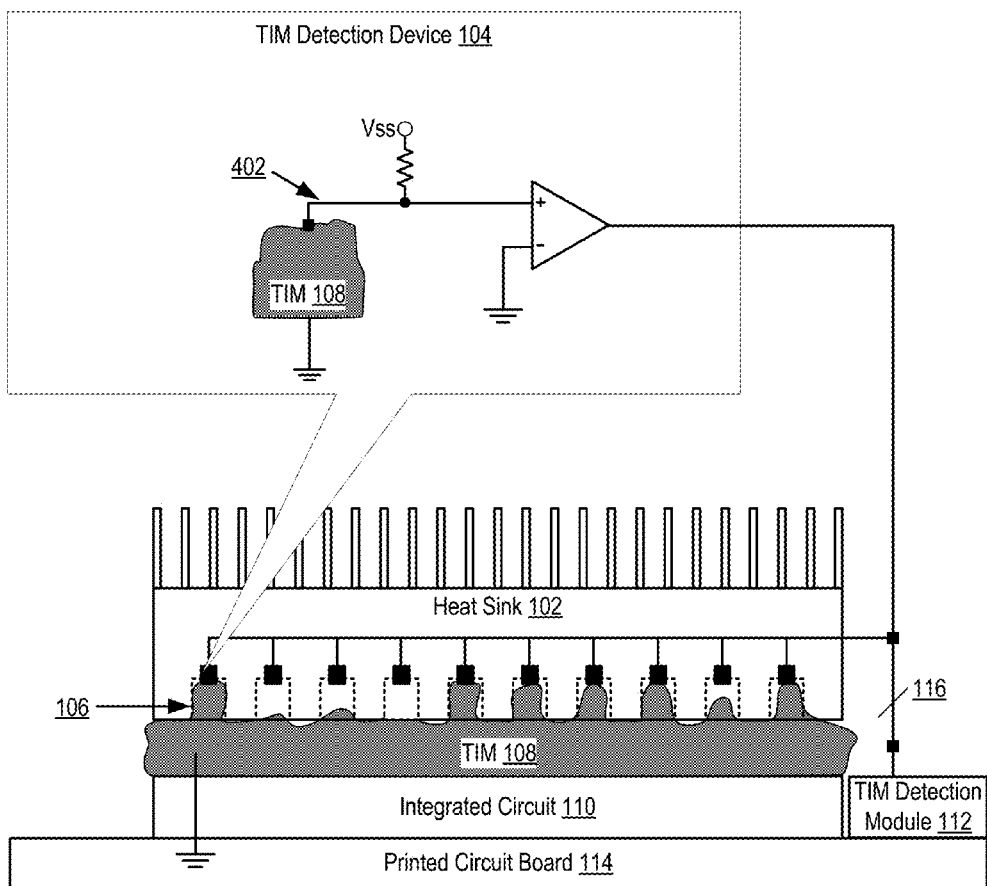 TIM Detection Device 104
Vss
402
+
-
TIM 108
Heat Sink 102
106
116
TIM 108
Integrated Circuit 110
TIM Detection
Module 112
Printed Circuit Board 114